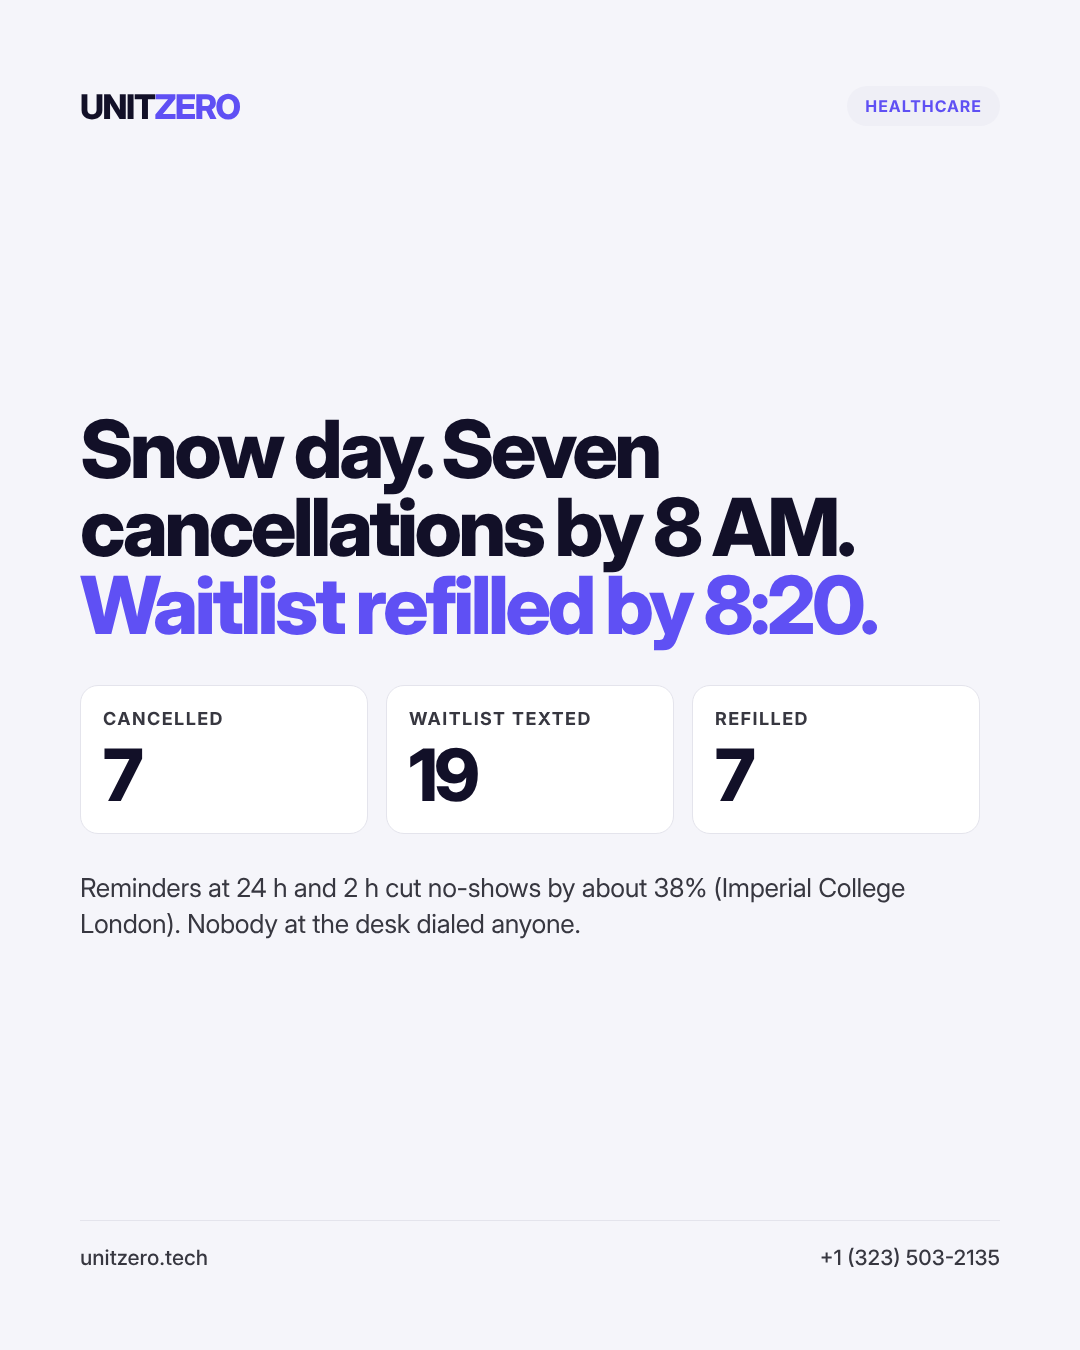 UNITZERO
HEALTHCARE
Snow day. Seven
cancellations by 8 AM.
Waitlist refilled by 8:20.
CANCELLED
7
WAITLIST TEXTED
19
REFILLED
7
Reminders at 24 h and 2 h cut no-shows by about 38% (Imperial College
London). Nobody at the desk dialed anyone.
unitzero.tech
+1 (323) 503-2135